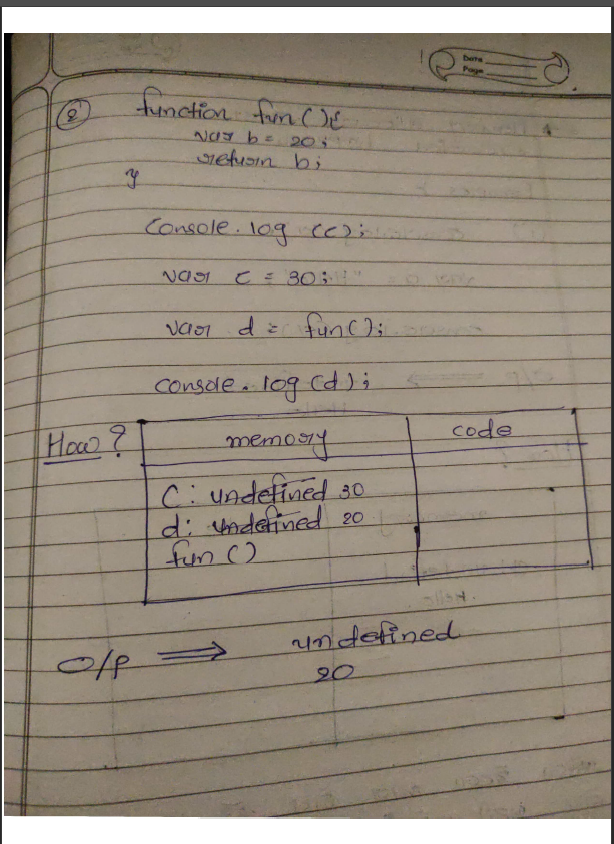 Date
Page
8
function fun () {
var b = 20;
return b;
}
Console.log (c);
var c = 30;
var d = fun();
console.log (d);
How?
memory code
C: undefined 30
d: undefined 20
fun ()
O/P ⟹ undefined
20